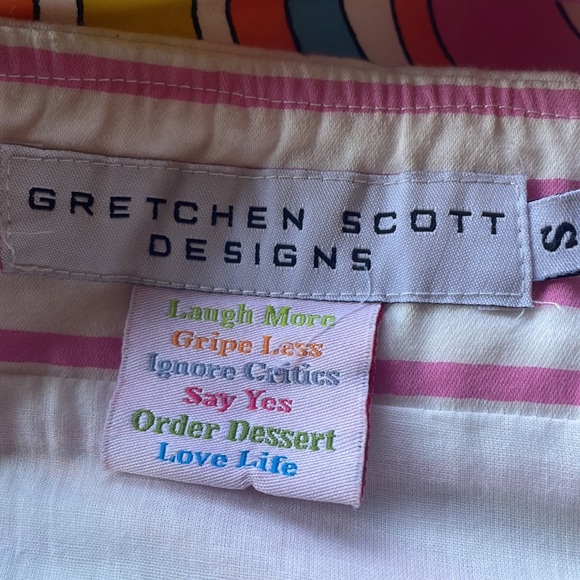 GRETCHEN SCOTT
DESIGNS
S
Laugh More
Gripe Less
Ignore Critics
Say Yes
Order Dessert
Love Life